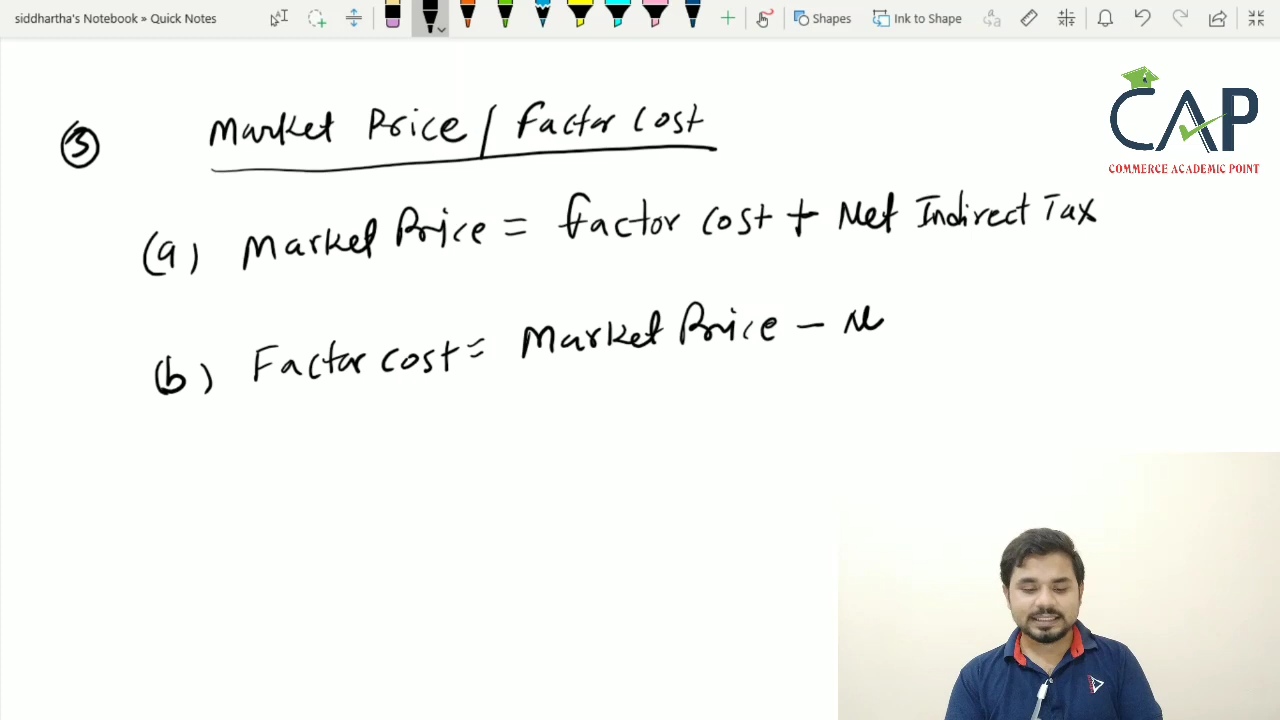 siddhartha's Notebook » Quick Notes
Shapes
Ink to Shape
CAP
COMMERCE ACADEMIC POINT
③ Market Price / Factor Cost
(a) Market Price = Factor Cost + Net Indirect Tax
(b) Factor Cost = Market Price - N